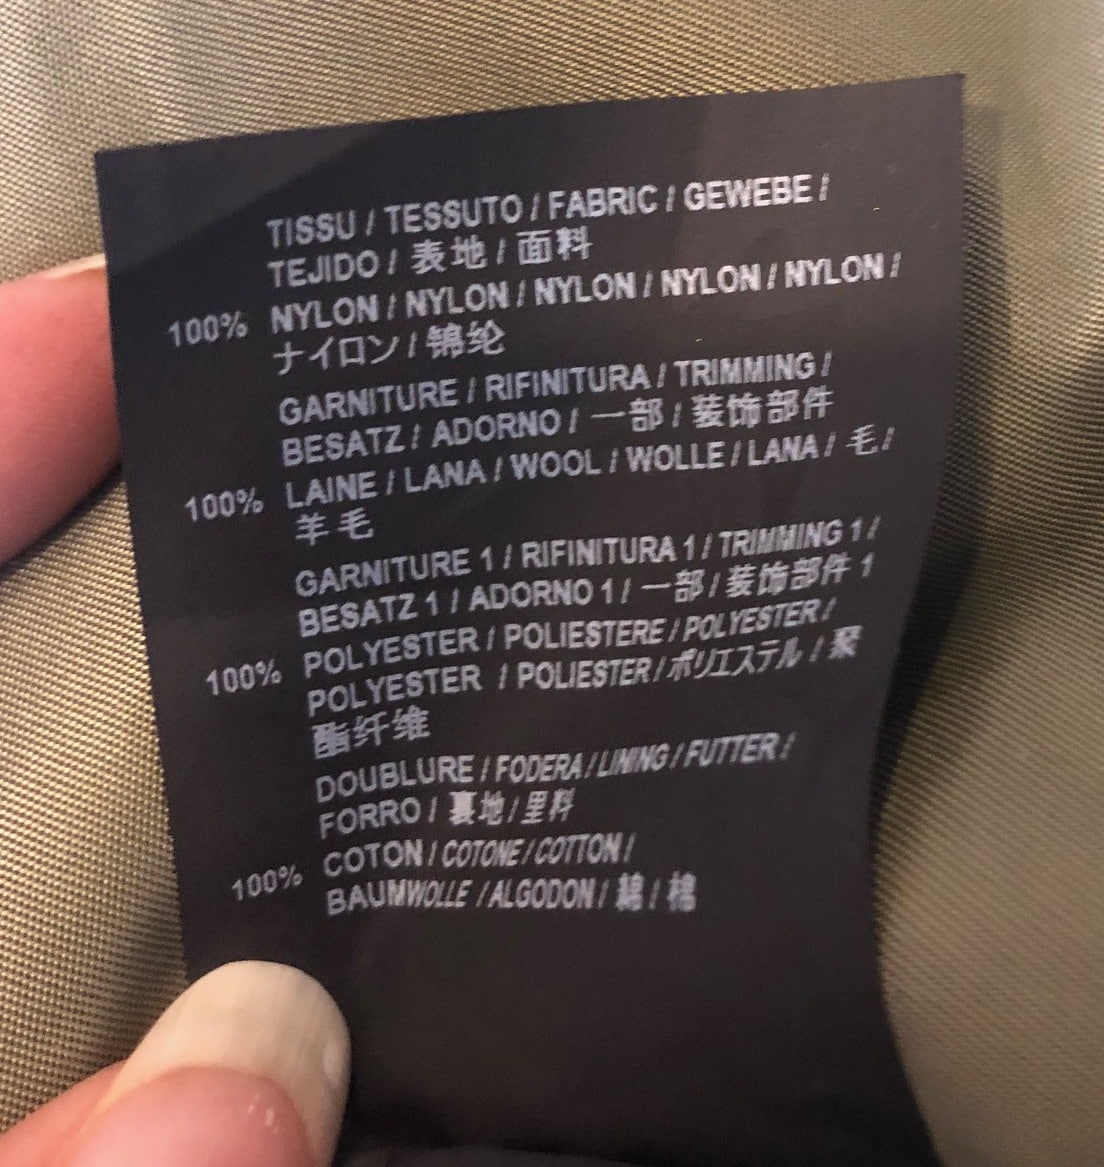 TISSU / TESSUTO / FABRIC / GEWEBE /
TEJIDO / 表地 / 面料
100% NYLON / NYLON / NYLON / NYLON / NYLON /
ナイロン / 锦纶
GARNITURE / RIFINITURA / TRIMMING /
BESATZ / ADORNO / 一部 / 装饰部件
100% LAINE / LANA / WOOL / WOLLE / LANA / 毛 /
羊毛
GARNITURE 1 / RIFINITURA 1 / TRIMMING 1 /
BESATZ 1 / ADORNO 1 / 一部 / 装饰部件 1
100% POLYESTER / POLIESTERE / POLYESTER /
POLYESTER / POLIESTER / ポリエステル / 聚
酯纤维
DOUBLURE / FODERA / LINING / FUTTER /
FORRO / 裏地 / 里料
100% COTON / COTONE / COTTON /
BAUMWOLLE / ALGODON / 綿 / 棉